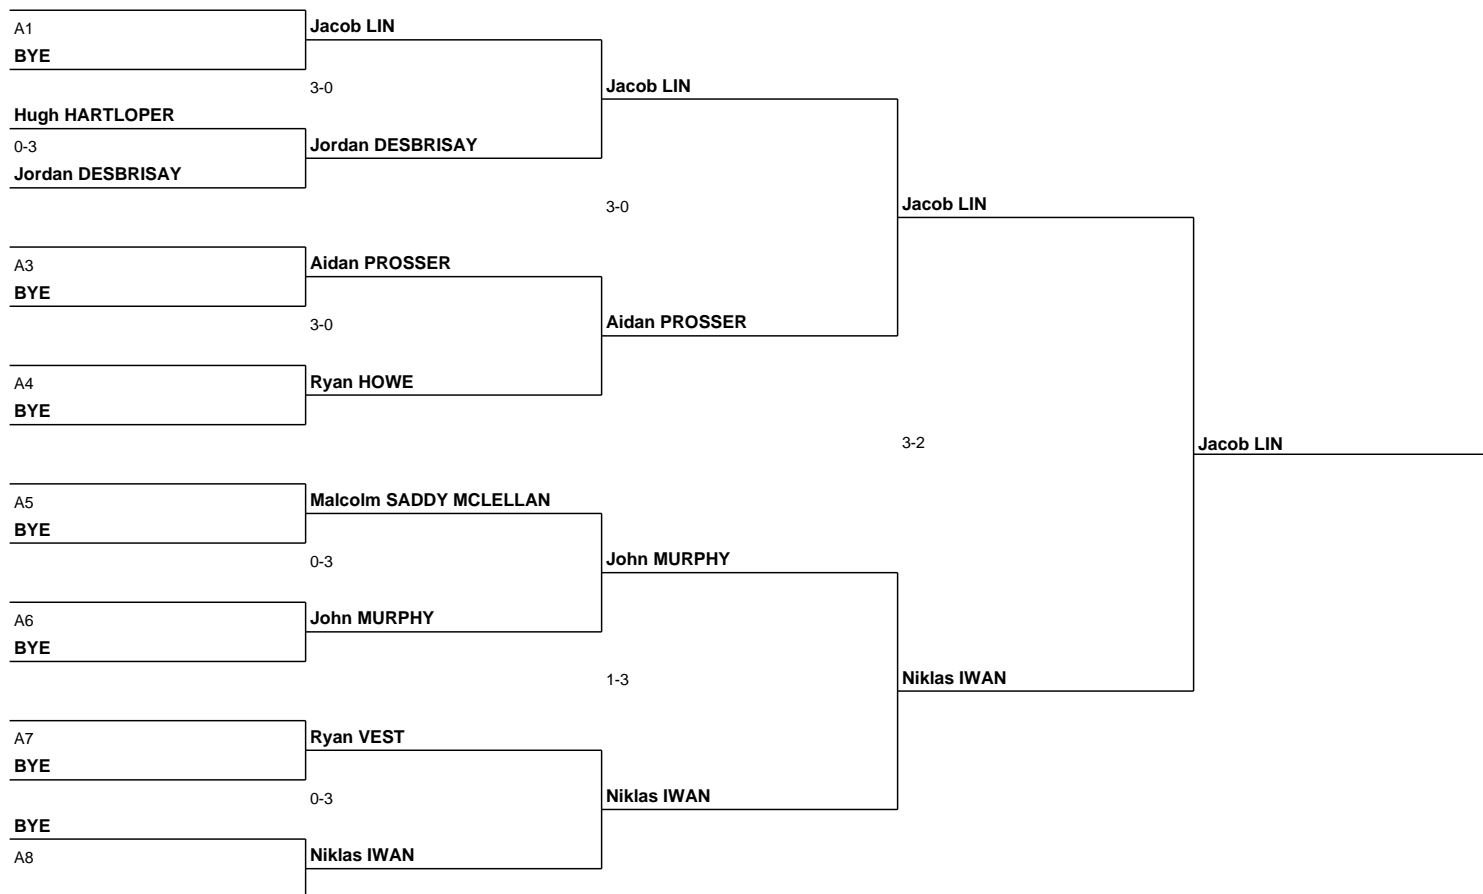 A1
BYE
Jacob LIN
3-0
Hugh HARTLOPER
0-3
Jordan DESBRISAY
Jordan DESBRISAY
Jacob LIN
3-0
A3
BYE
Aidan PROSSER
3-0
A4
BYE
Ryan HOWE
Aidan PROSSER
Jacob LIN
3-2
Jacob LIN
A5
BYE
Malcolm SADDY MCLELLAN
0-3
A6
BYE
John MURPHY
John MURPHY
1-3
A7
BYE
Ryan VEST
0-3
BYE
A8
Niklas IWAN
Niklas IWAN
Niklas IWAN